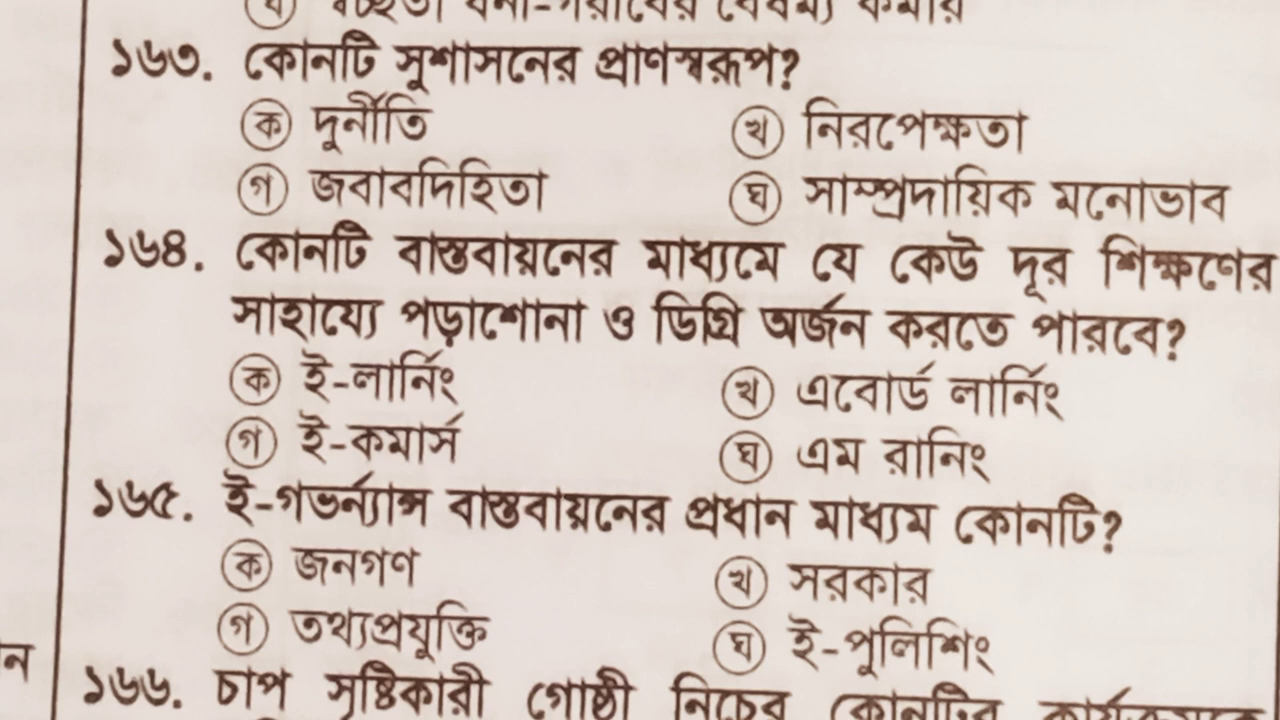 ১৬৩. কোনটি সুশাসনের প্রাণস্বরূপ?
ক দুর্নীতি খ নিরপেক্ষতা
গ জবাবদিহিতা ঘ সাম্প্রদায়িক মনোভাব
১৬৪. কোনটি বাস্তবায়নের মাধ্যমে যে কেউ দূর শিক্ষণের
সাহায্যে পড়াশোনা ও ডিগ্রি অর্জন করতে পারবে?
ক ই-লার্নিং খ এবোর্ড লার্নিং
গ ই-কমার্স ঘ এম রানিং
১৬৫. ই-গভর্ন্যান্স বাস্তবায়নের প্রধান মাধ্যম কোনটি?
ক জনগণ খ সরকার
গ তথ্যপ্রযুক্তি ঘ ই-পুলিশিং
ন
১৬৬. চাপ সৃষ্টিকারী গোষ্ঠী নিচের কোনটির